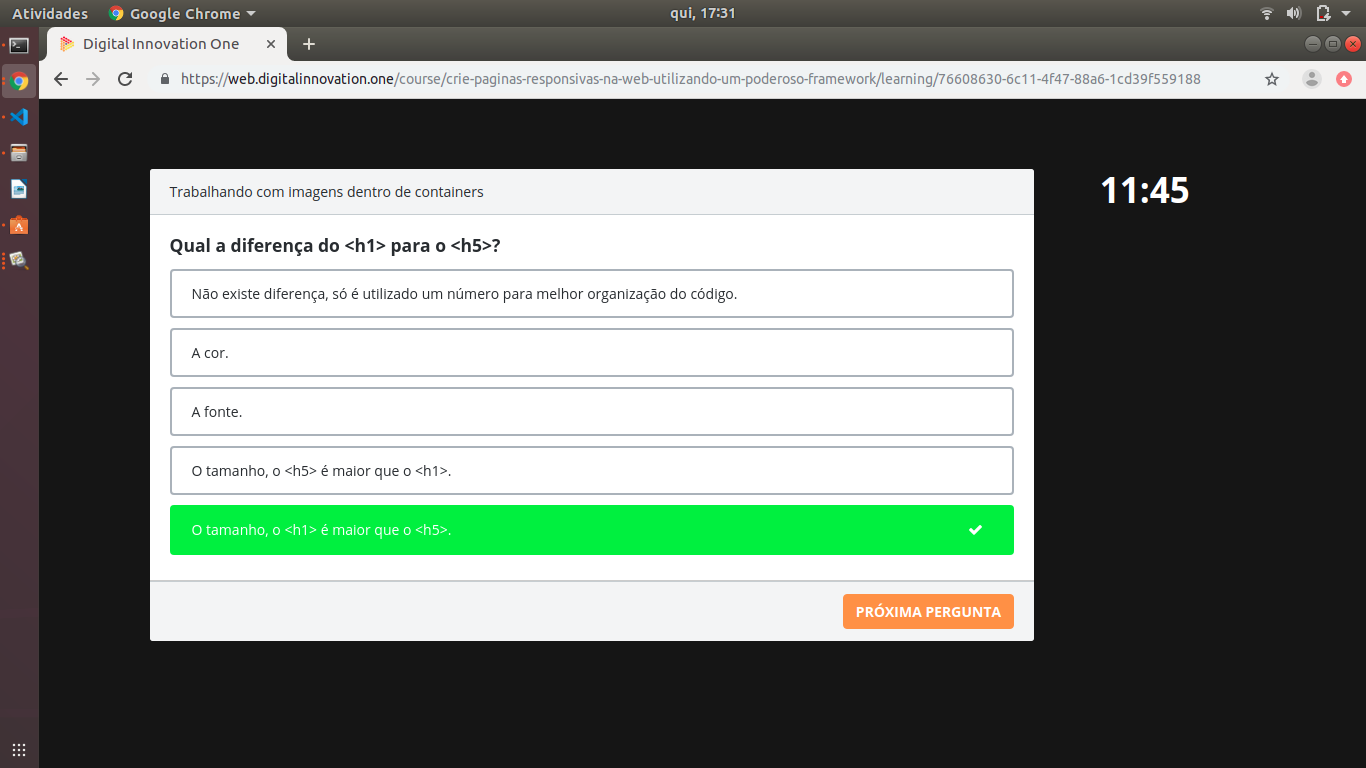 Atividades
Google Chrome
qui, 17:31
Digital Innovation One
https://web.digitalinnovation.one/course/crie-paginas-responsivas-na-web-utilizando-um-poderoso-framework/learning/76608630-6c11-4f47-88a6-1cd39f559188
Trabalhando com imagens dentro de containers
11:45
Qual a diferença do <h1> para o <h5>?
Não existe diferença, só é utilizado um número para melhor organização do código.
A cor.
A fonte.
O tamanho, o <h5> é maior que o <h1>.
O tamanho, o <h1> é maior que o <h5>.
PRÓXIMA PERGUNTA